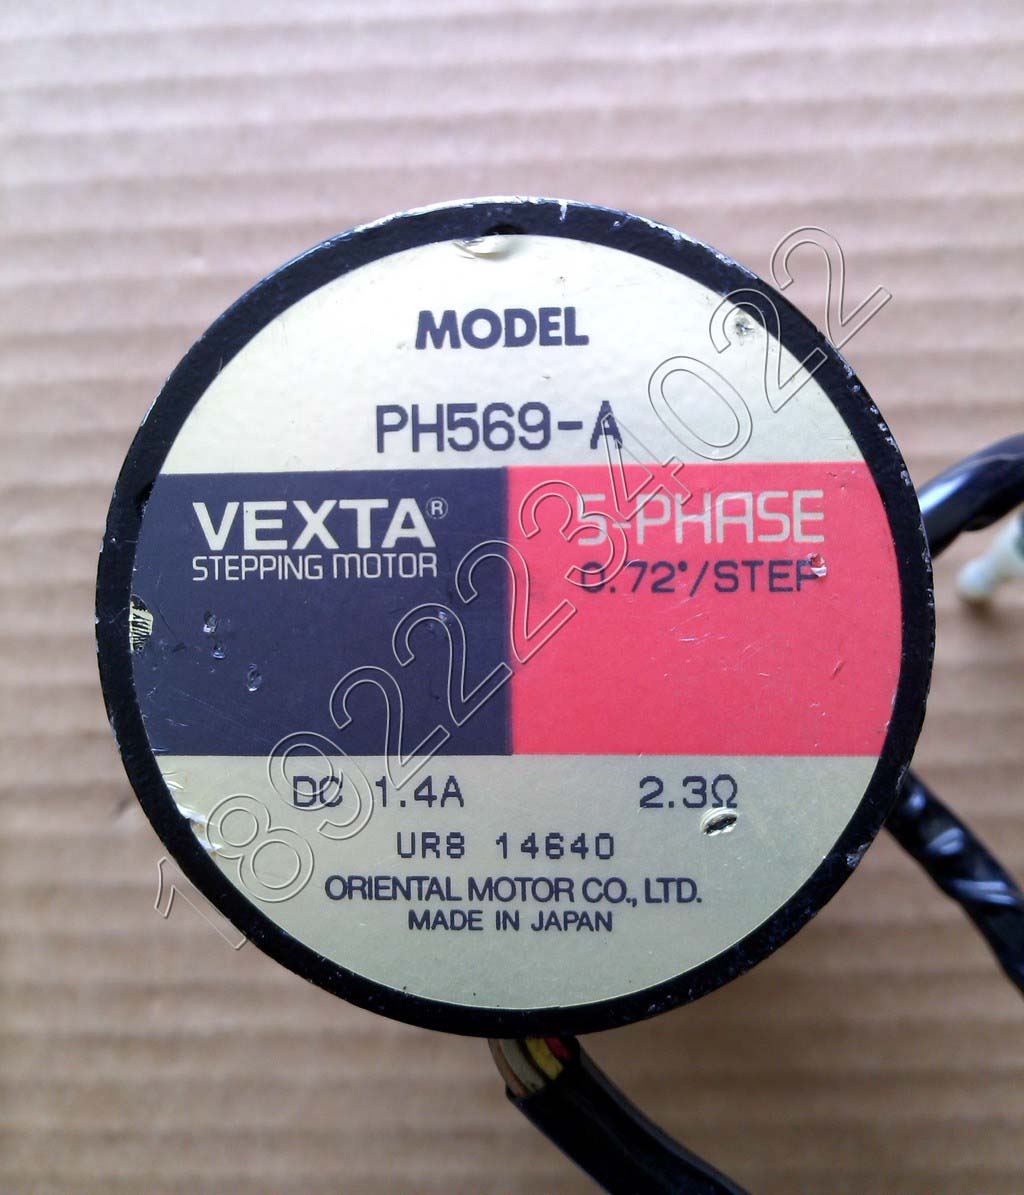 MODEL
PH569-A
VEXTA®
STEPPING MOTOR
5-PHASE
0.72°/STEP
DC 1.4A 2.3Ω
UR8 14640
ORIENTAL MOTOR CO., LTD.
MADE IN JAPAN
18922234022